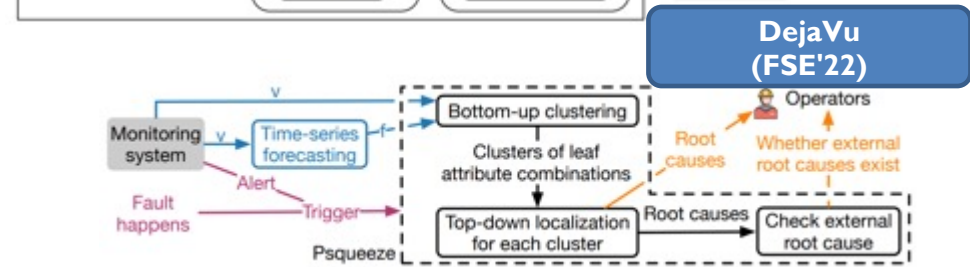 DejaVu
(FSE'22)
Operators
v
Bottom-up clustering
Monitoring
system
v
Time-series
forecasting
f
Root
causes
Whether external
root causes exist
Clusters of leaf
attribute combinations
Alert
Fault
happens
Trigger
Top-down localization
for each cluster
Root causes
Check external
root cause
Psqueeze